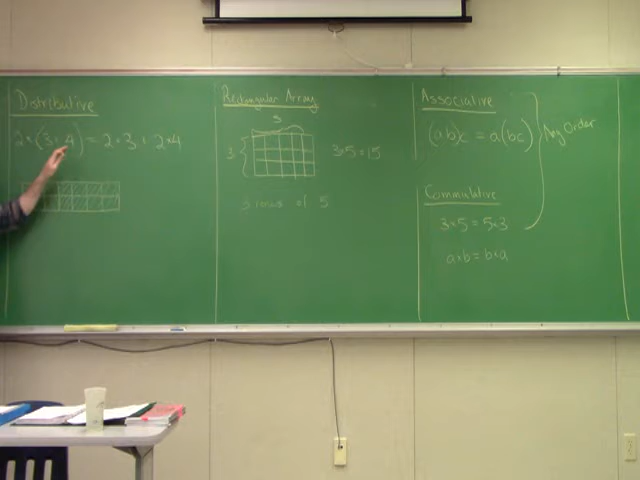 Distributive
2 × (3 + 4) = 2 × 3 + 2 × 4
Rectangular Array
5
3
3 × 5 = 15
3 rows of 5
Associative
(ab)c = a(bc)
Any Order
Commutative
3 × 5 = 5 × 3
a × b = b × a